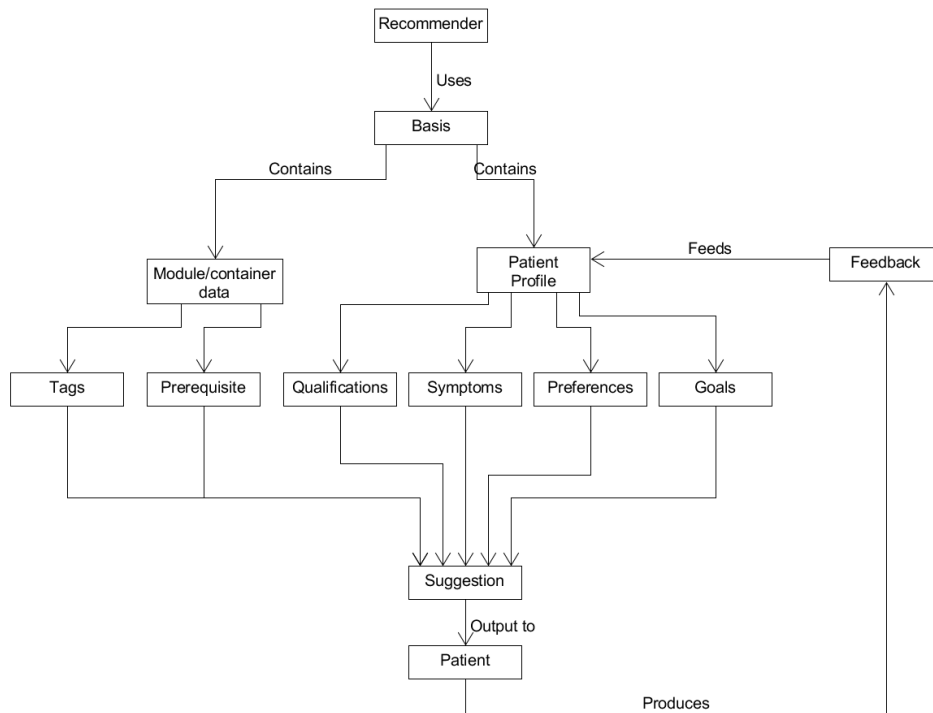 Recommender
Uses
Basis
Contains
Contains
Module/container
data
Patient
Profile
Feeds
Feedback
Tags
Prerequisite
Qualifications
Symptoms
Preferences
Goals
Suggestion
Output to
Patient
Produces